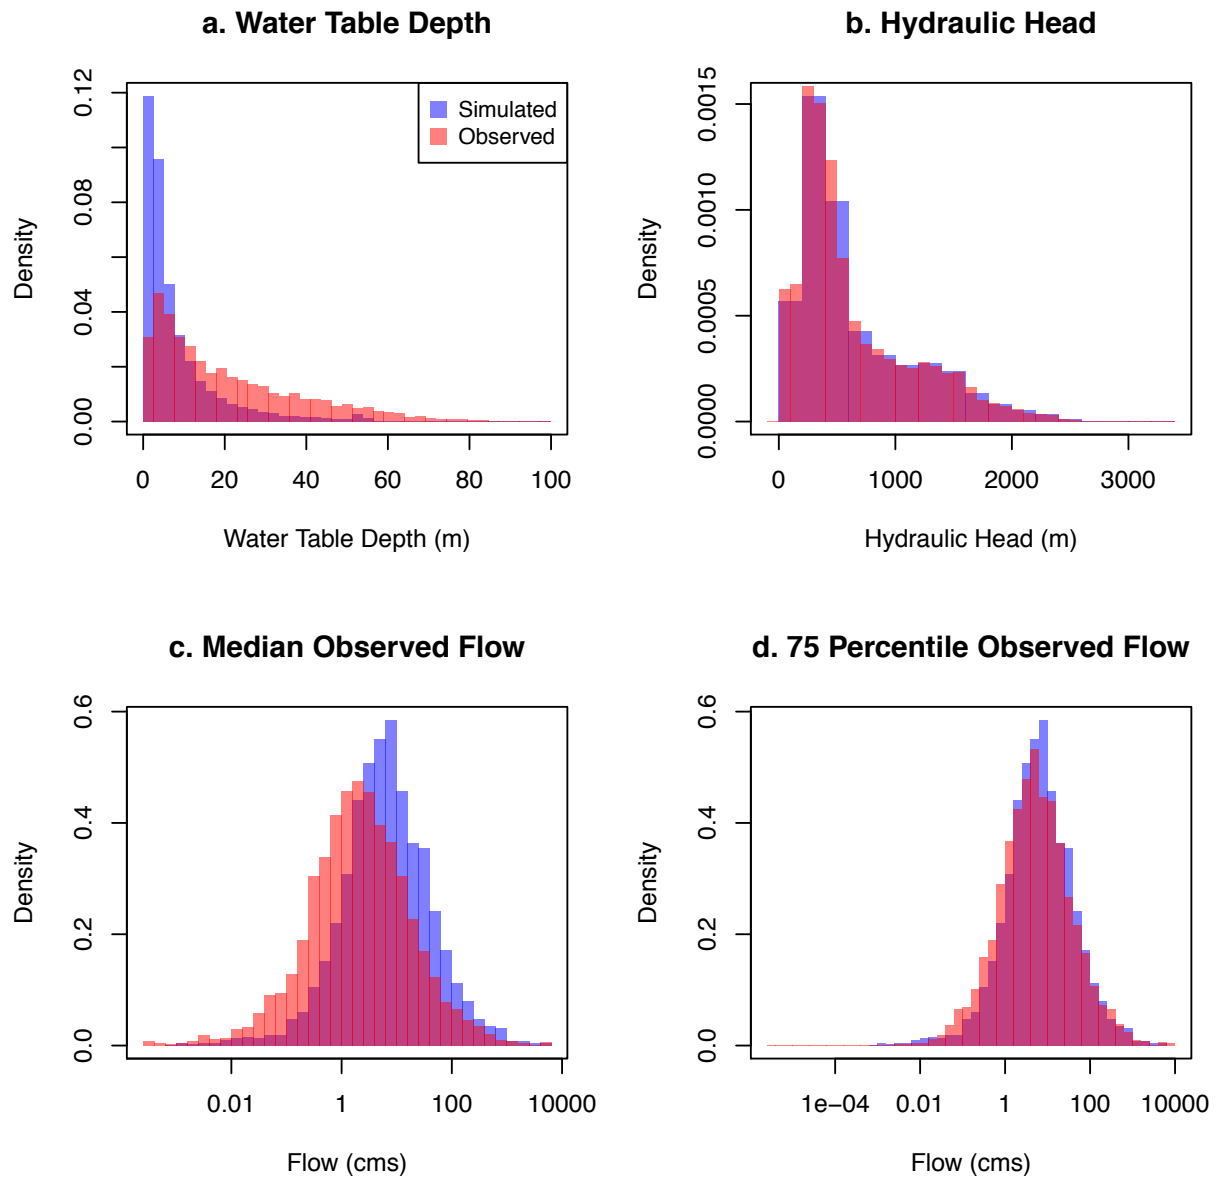 a. Water Table Depth
Density
0.00 0.04 0.08 0.12
Simulated
Observed
0 20 40 60 80 100
Water Table Depth (m)
b. Hydraulic Head
Density
0.0000 0.0005 0.0010 0.0015
0 1000 2000 3000
Hydraulic Head (m)
c. Median Observed Flow
Density
0.0 0.2 0.4 0.6
0.01 1 100 10000
Flow (cms)
d. 75 Percentile Observed Flow
Density
0.0 0.2 0.4 0.6
1e−04 0.01 1 100 10000
Flow (cms)